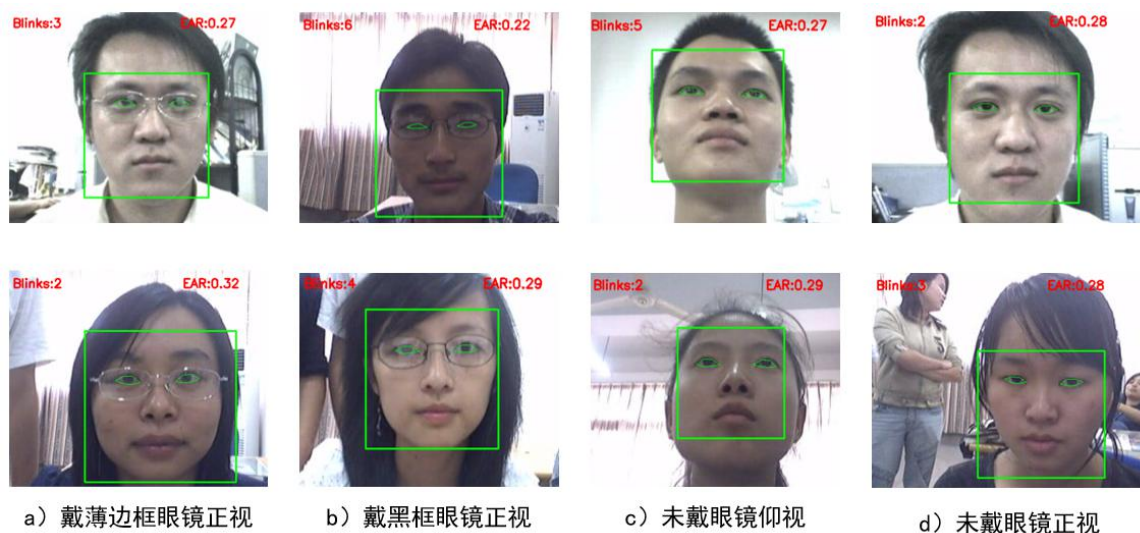 Blinks:3 EAR:0.27
Blinks:6 EAR:0.22
Blinks:5 EAR:0.27
Blinks:2 EAR:0.28
Blinks:2 EAR:0.32
Blinks:4 EAR:0.29
Blinks:2 EAR:0.29
Blinks:3 EAR:0.28
a）戴薄边框眼镜正视
b）戴黑框眼镜正视
c）未戴眼镜仰视
d）未戴眼镜正视